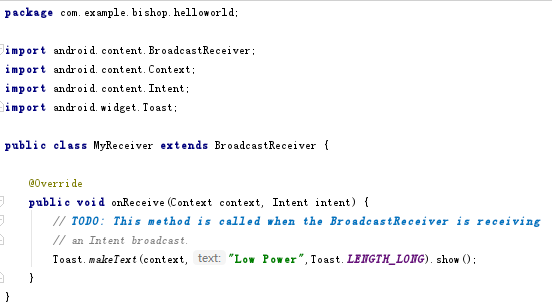 package com.example.bishop.helloworld;
import android.content.BroadcastReceiver;
import android.content.Context;
import android.content.Intent;
import android.widget.Toast;
public class MyReceiver extends BroadcastReceiver {
@Override
public void onReceive(Context context, Intent intent) {
// TODO: This method is called when the BroadcastReceiver is receiving
// an Intent broadcast.
Toast.makeText(context, text: "Low Power",Toast.LENGTH_LONG).show();
}
}